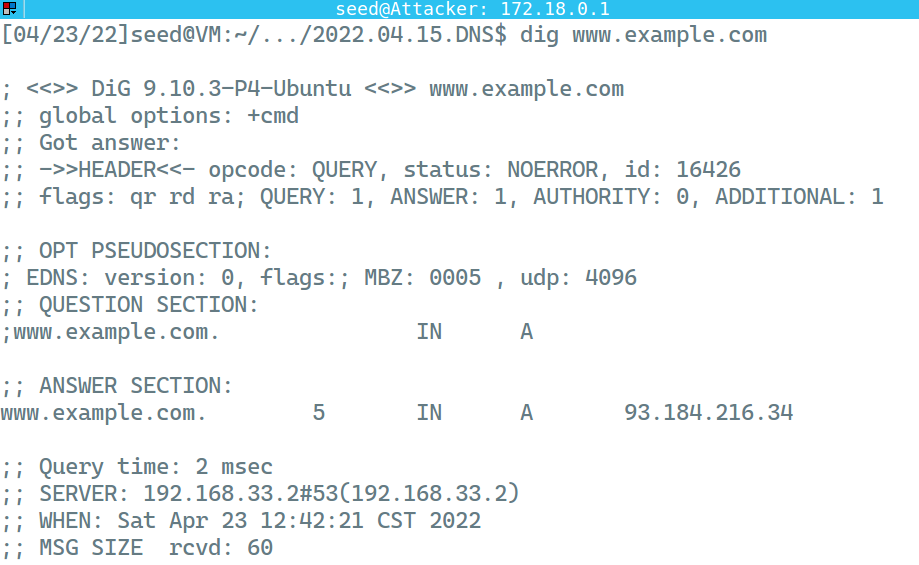 seed@Attacker: 172.18.0.1
[04/23/22]seed@VM:~/.../2022.04.15.DNS$ dig www.example.com
; <<>> DiG 9.10.3-P4-Ubuntu <<>> www.example.com
;; global options: +cmd
;; Got answer:
;; ->>HEADER<<- opcode: QUERY, status: NOERROR, id: 16426
;; flags: qr rd ra; QUERY: 1, ANSWER: 1, AUTHORITY: 0, ADDITIONAL: 1
;; OPT PSEUDOSECTION:
; EDNS: version: 0, flags:; MBZ: 0005 , udp: 4096
;; QUESTION SECTION:
;www.example.com.		IN	A
;; ANSWER SECTION:
www.example.com.	5	IN	A	93.184.216.34
;; Query time: 2 msec
;; SERVER: 192.168.33.2#53(192.168.33.2)
;; WHEN: Sat Apr 23 12:42:21 CST 2022
;; MSG SIZE  rcvd: 60